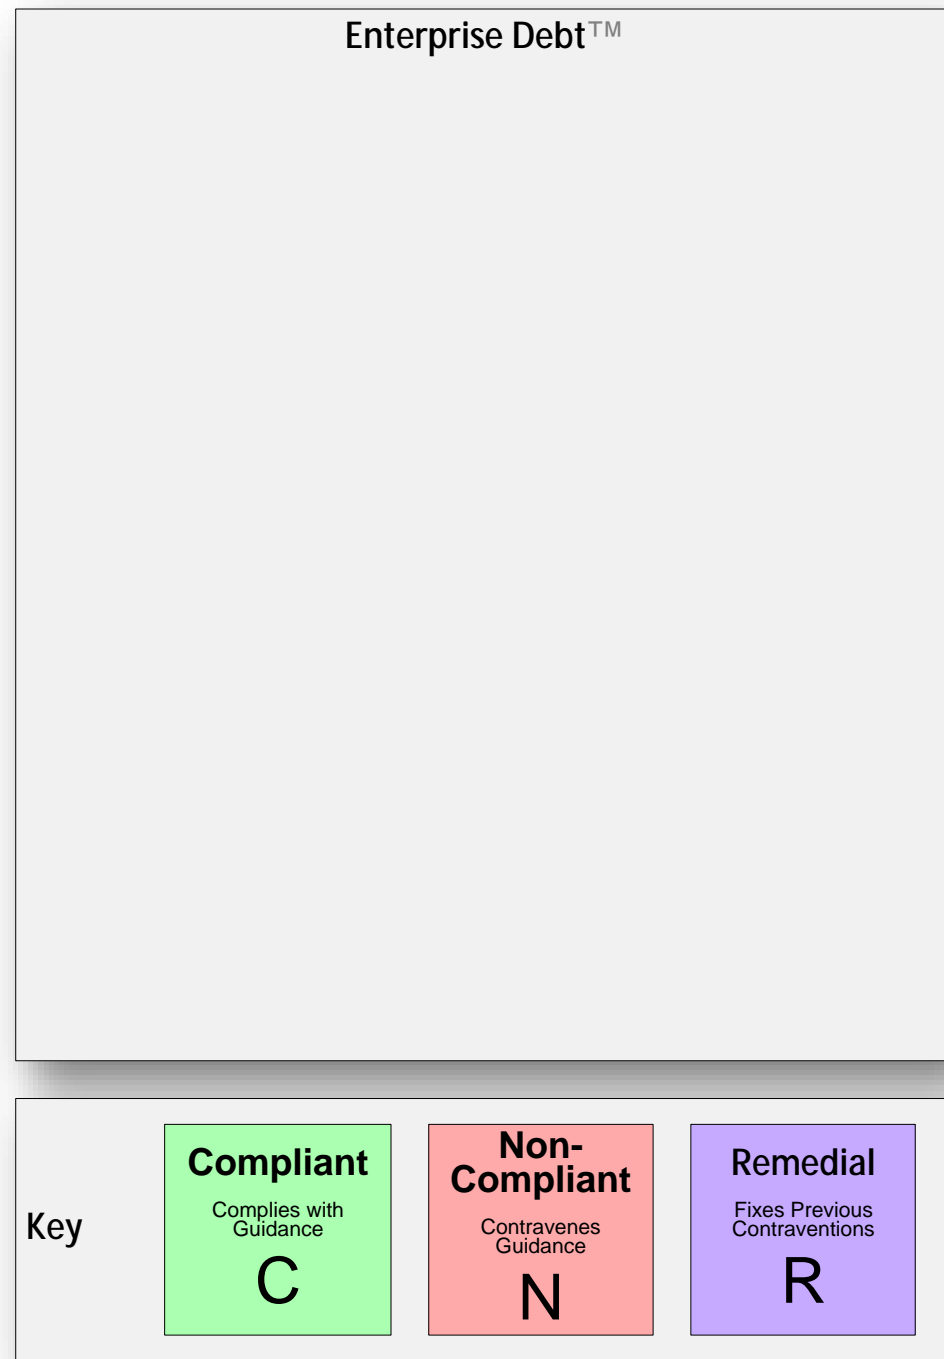 Enterprise Debt™
Key
Compliant
Complies with
Guidance
C
Non-
Compliant
Contravenes
Guidance
N
Remedial
Fixes Previous
Contraventions
R